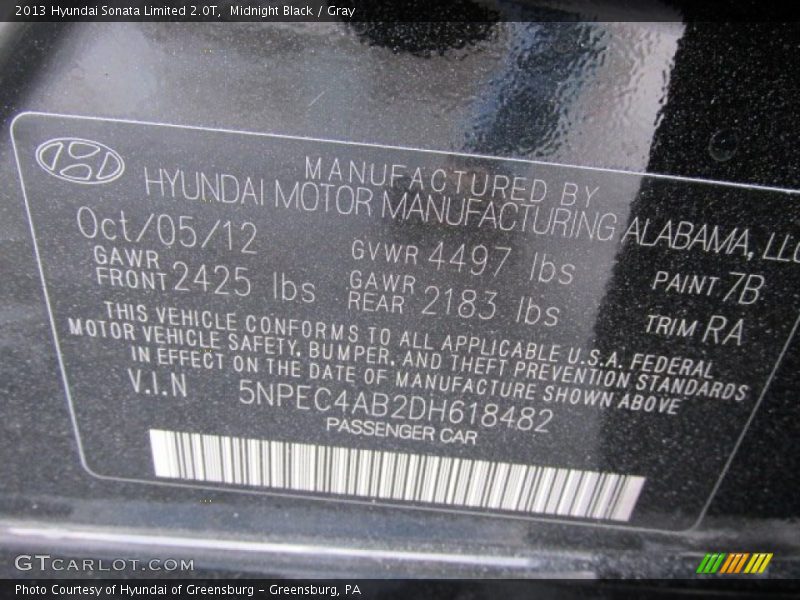 2013 Hyundai Sonata Limited 2.0T, Midnight Black / Gray
MANUFACTURED BY
HYUNDAI MOTOR MANUFACTURING ALABAMA, LLC
Oct/05/12 GVWR 4497 lbs
GAWR FRONT 2425 lbs GAWR REAR 2183 lbs PAINT 7B
TRIM RA
THIS VEHICLE CONFORMS TO ALL APPLICABLE U.S.A. FEDERAL
MOTOR VEHICLE SAFETY, BUMPER, AND THEFT PREVENTION STANDARDS
IN EFFECT ON THE DATE OF MANUFACTURE SHOWN ABOVE
V.I.N 5NPEC4AB2DH618482
PASSENGER CAR
GTCARLOT.COM
Photo Courtesy of Hyundai of Greensburg - Greensburg, PA